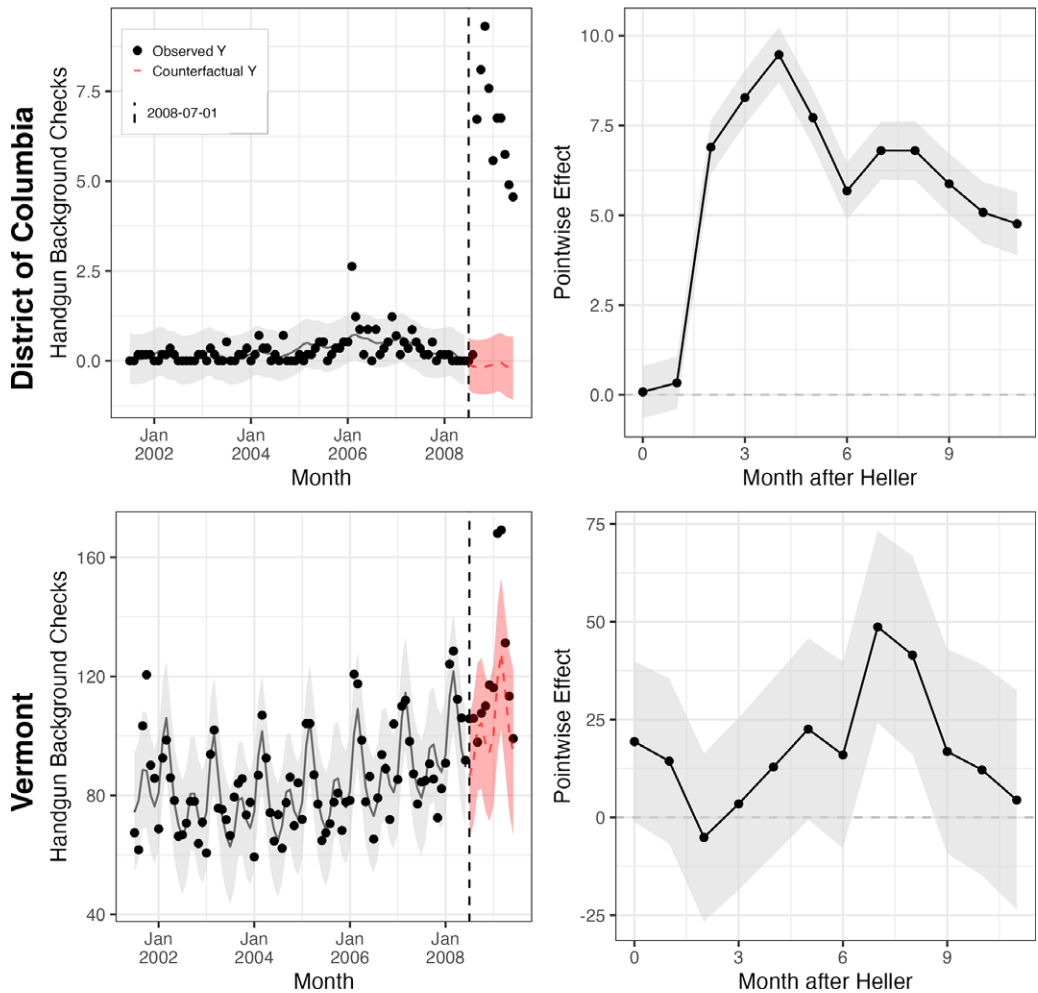 District of Columbia
Handgun Background Checks
7.5
5.0
2.5
0.0
Observed Y
Counterfactual Y
2008-07-01
Jan 2002
Jan 2004
Jan 2006
Jan 2008
Month
Pointwise Effect
10.0
7.5
5.0
2.5
0.0
0
3
6
9
Month after Heller
Vermont
Handgun Background Checks
160
120
80
40
Jan 2002
Jan 2004
Jan 2006
Jan 2008
Month
Pointwise Effect
75
50
25
0
-25
0
3
6
9
Month after Heller